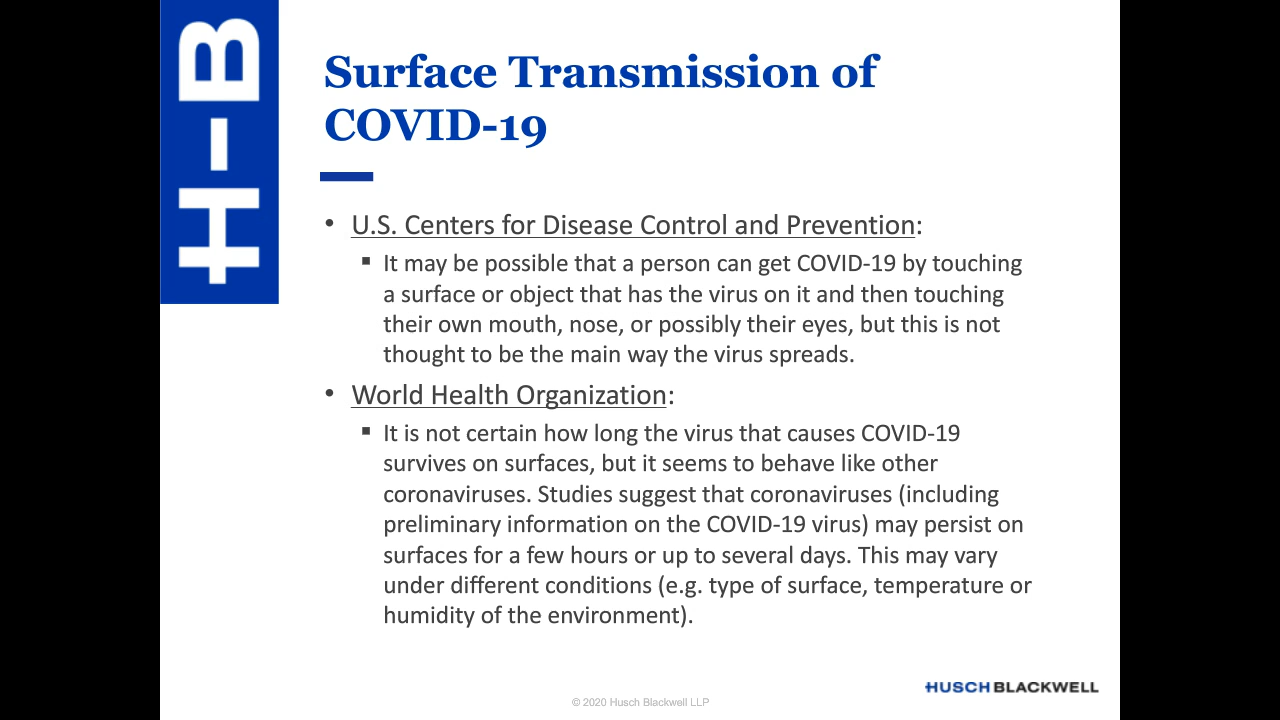 H-B
Surface Transmission of
COVID-19
• U.S. Centers for Disease Control and Prevention:
▪ It may be possible that a person can get COVID-19 by touching
a surface or object that has the virus on it and then touching
their own mouth, nose, or possibly their eyes, but this is not
thought to be the main way the virus spreads.
• World Health Organization:
▪ It is not certain how long the virus that causes COVID-19
survives on surfaces, but it seems to behave like other
coronaviruses. Studies suggest that coronaviruses (including
preliminary information on the COVID-19 virus) may persist on
surfaces for a few hours or up to several days. This may vary
under different conditions (e.g. type of surface, temperature or
humidity of the environment).
HUSCH BLACKWELL
© 2020 Husch Blackwell LLP